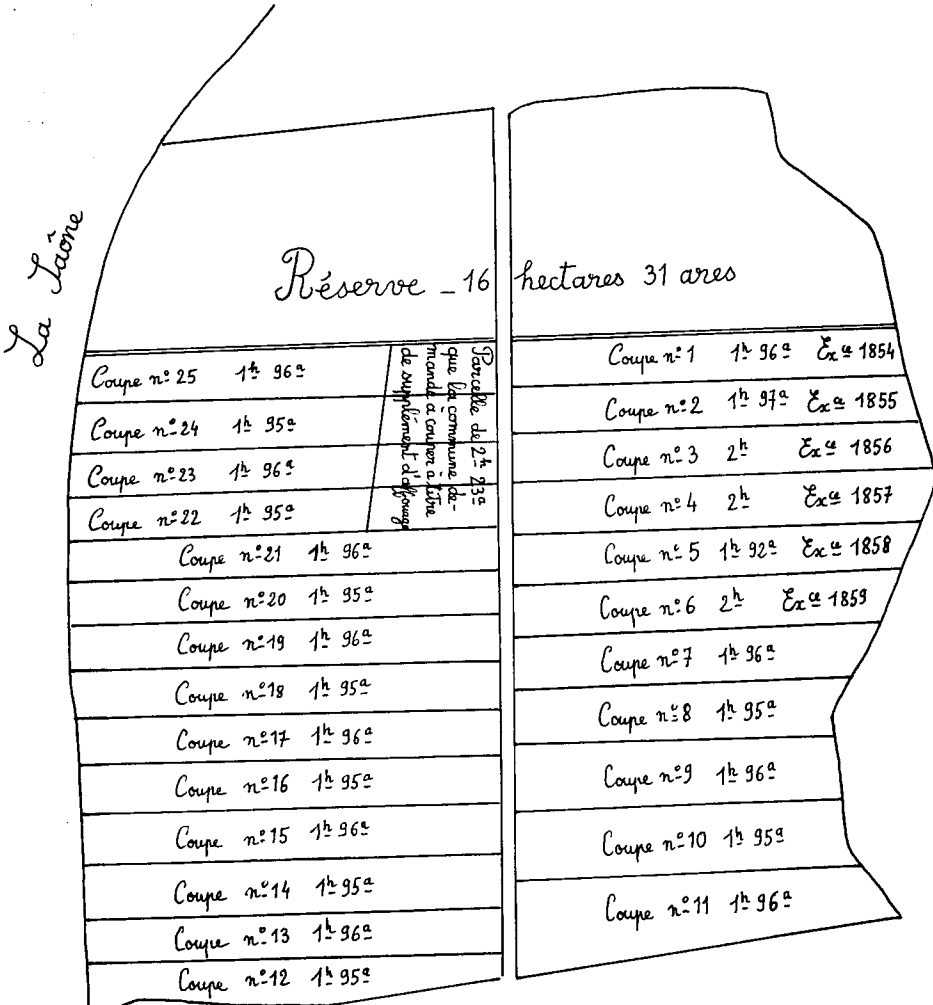 La Saône
Réserve _ 16 hectares 31 ares
Coupe n° 25 1h 96a
Coupe n° 24 1h 95a
Coupe n° 23 1h 96a
Coupe n° 22 1h 95a
Parcelle de 2h 23a
que la commune de-
mande à couper à titre
de supplément d'affouage
Coupe n° 21 1h 96a
Coupe n° 20 1h 95a
Coupe n° 19 1h 96a
Coupe n° 18 1h 95a
Coupe n° 17 1h 96a
Coupe n° 16 1h 95a
Coupe n° 15 1h 96a
Coupe n° 14 1h 95a
Coupe n° 13 1h 96a
Coupe n° 12 1h 95a
Coupe n° 1 1h 96a Exce 1854
Coupe n° 2 1h 97a Exce 1855
Coupe n° 3 2h Exce 1856
Coupe n° 4 2h Exce 1857
Coupe n° 5 1h 92a Exce 1858
Coupe n° 6 2h Exce 1859
Coupe n° 7 1h 96a
Coupe n° 8 1h 95a
Coupe n° 9 1h 96a
Coupe n° 10 1h 95a
Coupe n° 11 1h 96a